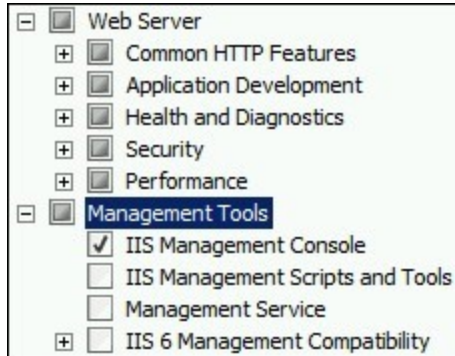 Web Server
Common HTTP Features
Application Development
Health and Diagnostics
Security
Performance
Management Tools
IIS Management Console
IIS Management Scripts and Tools
Management Service
IIS 6 Management Compatibility